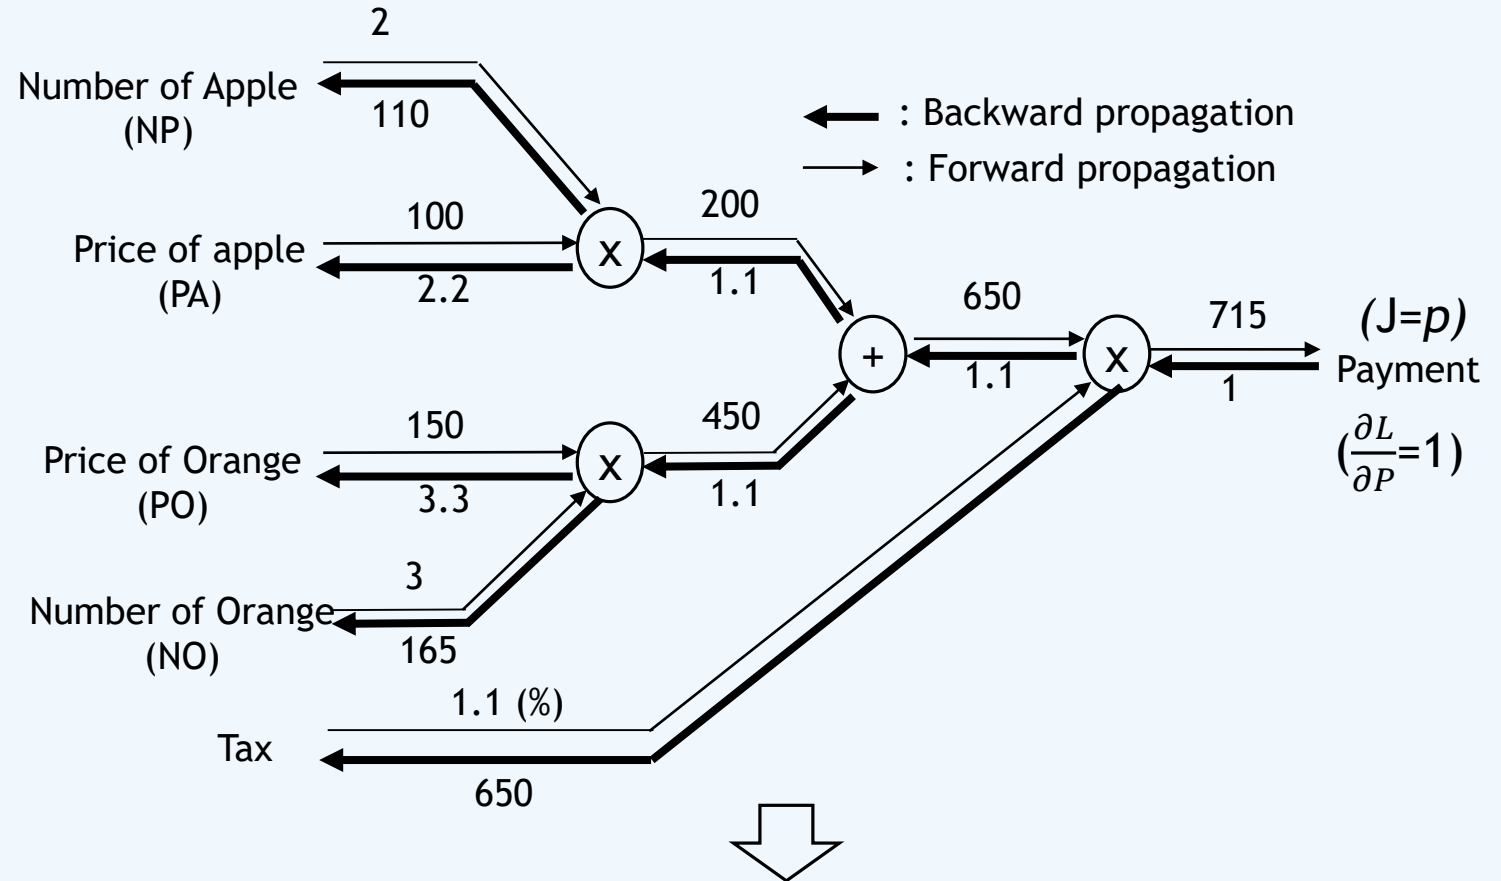 2
Number of Apple
(NP)
110
: Backward propagation
: Forward propagation
100
200
Price of apple
(PA)
x
2.2
1.1
650
715
(J=p)
+
x
Payment
1.1
1
150
450
(∂L/∂P=1)
Price of Orange
(PO)
x
3.3
1.1
3
Number of Orange
(NO)
165
1.1 (%)
Tax
650